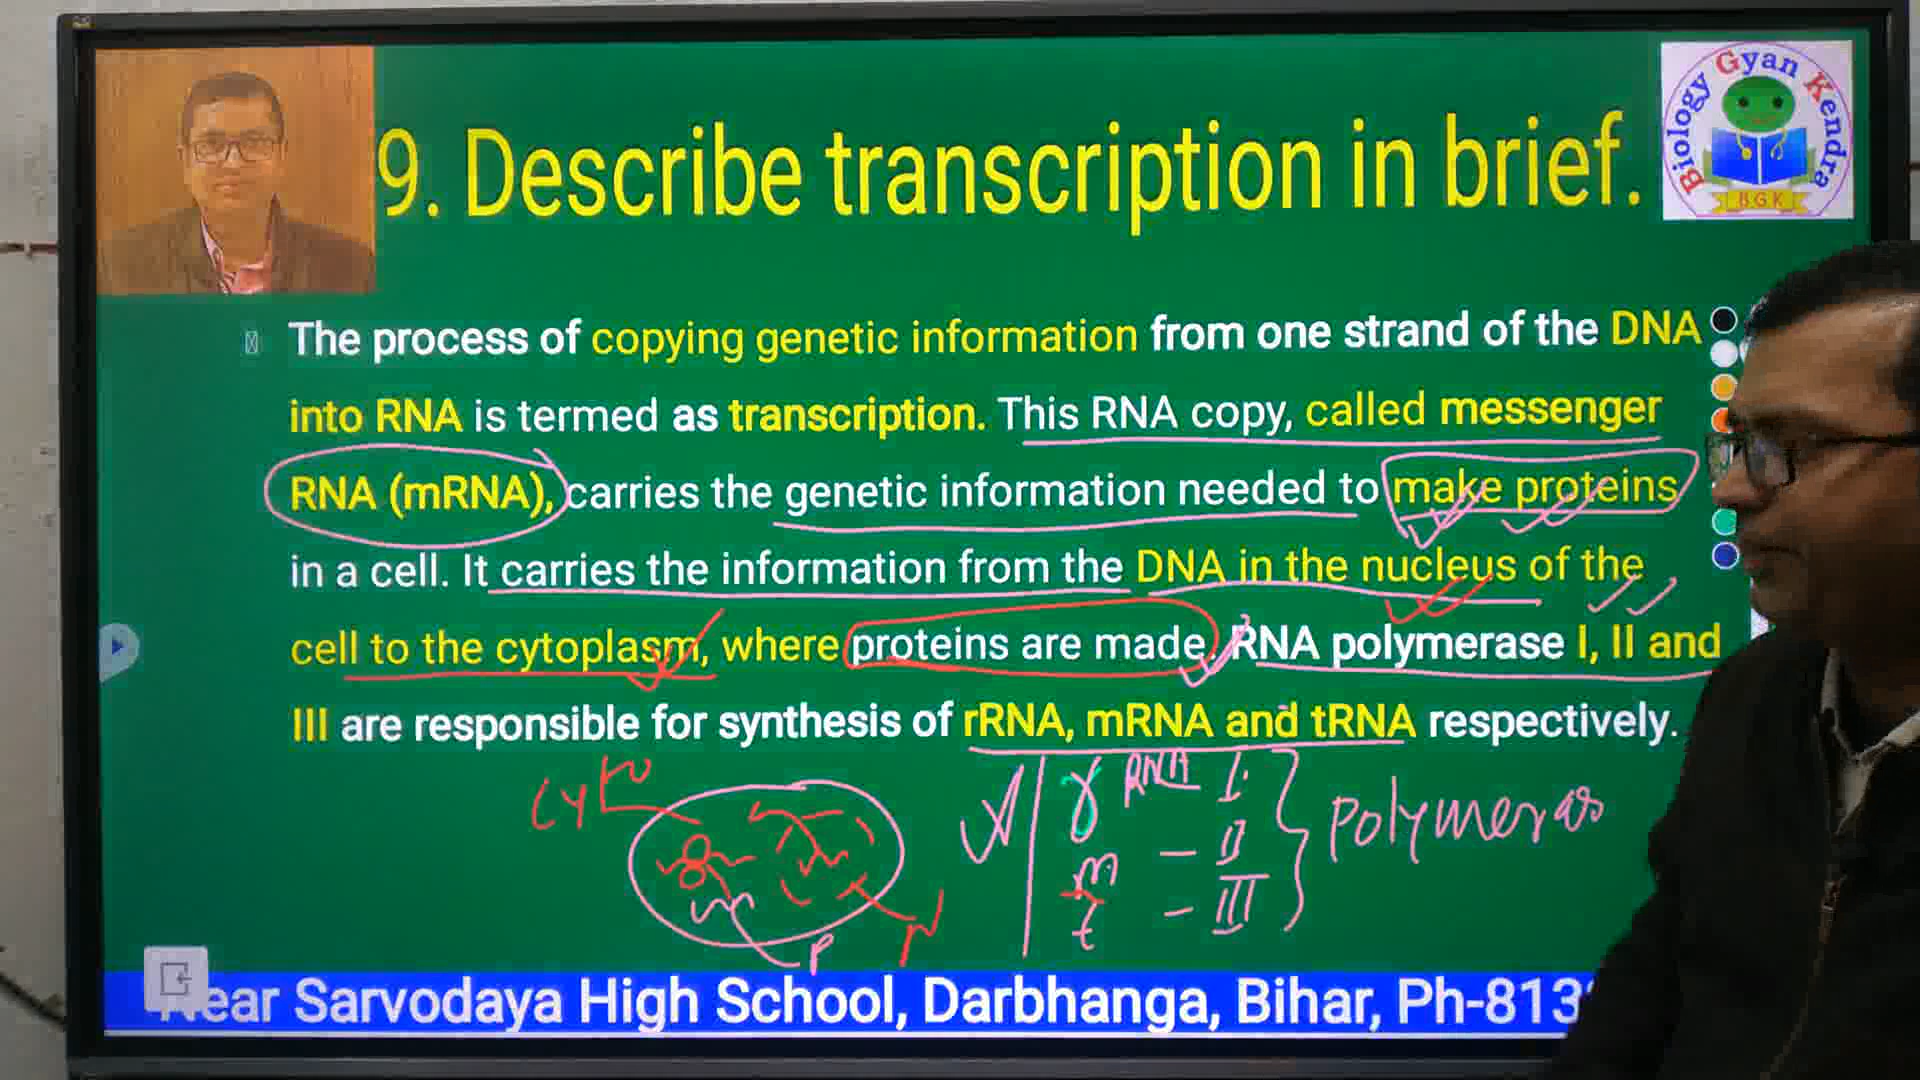 9. Describe transcription in brief.
Biology Gyan Kendra
B G K
The process of copying genetic information from one strand of the DNA
into RNA is termed as transcription. This RNA copy, called messenger
RNA (mRNA), carries the genetic information needed to make proteins
in a cell. It carries the information from the DNA in the nucleus of the
cell to the cytoplasm, where proteins are made. RNA polymerase I, II and
III are responsible for synthesis of rRNA, mRNA and tRNA respectively.
Cyto
γ RNA I
m – II
t – III
Polymeras
P
N
Near Sarvodaya High School, Darbhanga, Bihar, Ph-813